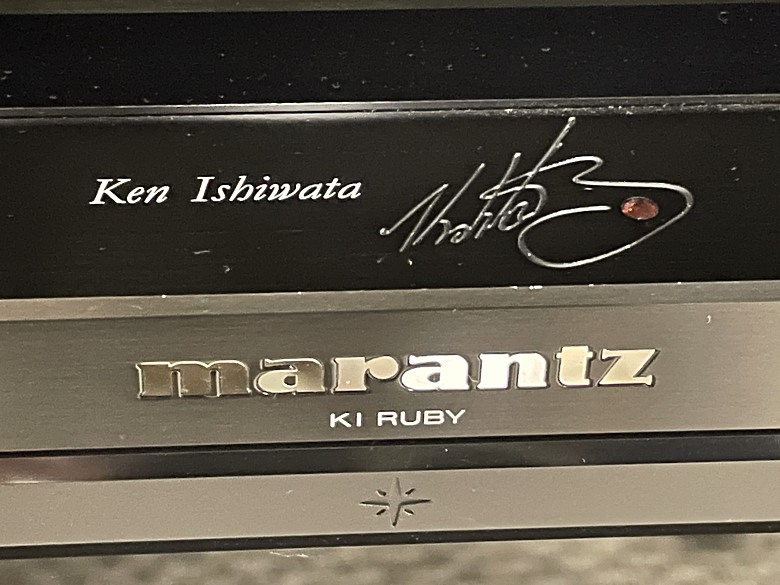 Ken Ishiwata
marantz
KI RUBY